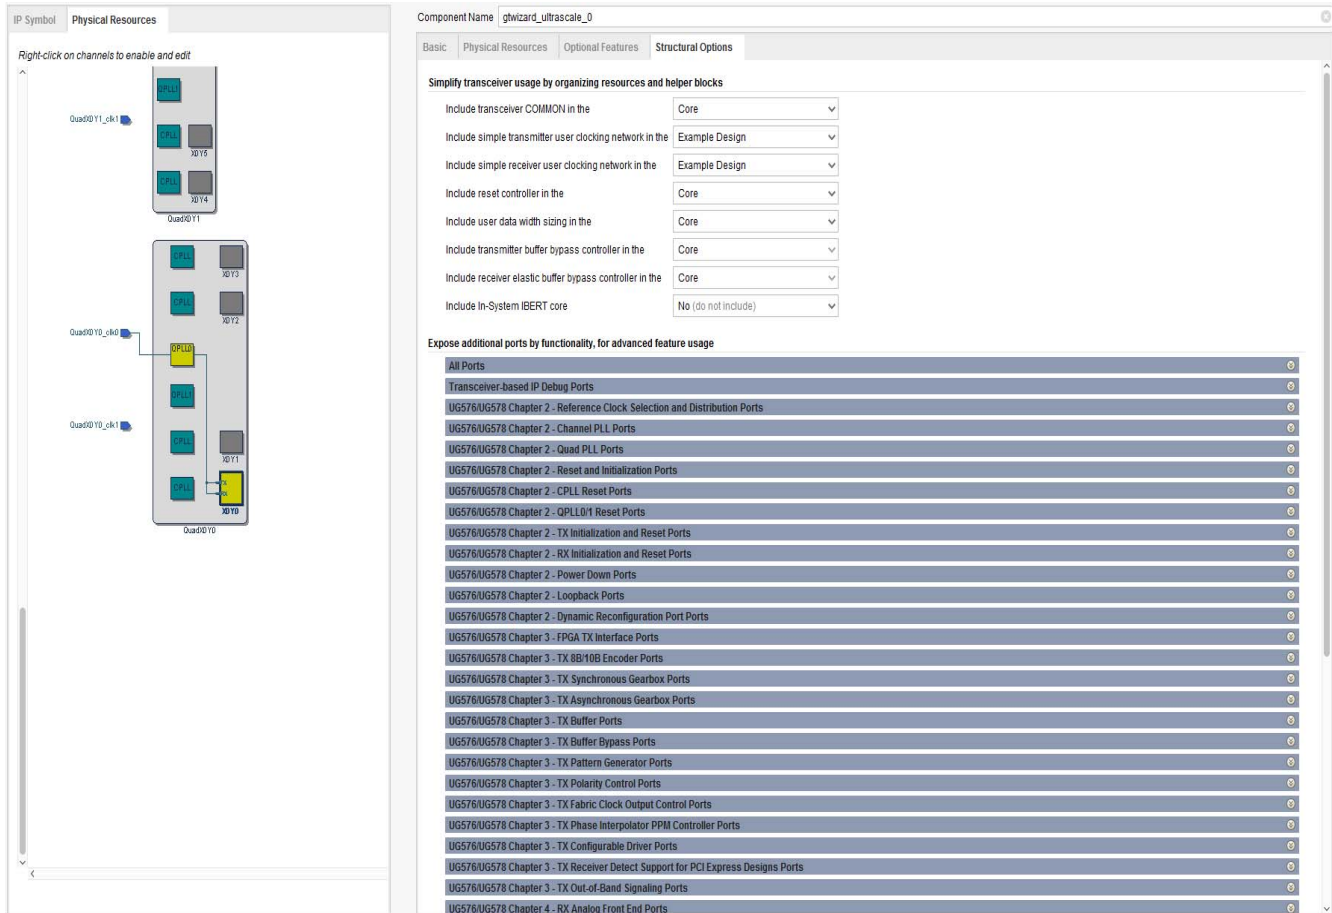 IP Symbol Physical Resources
Right-click on channels to enable and edit
QPLL1
QuadX0Y1_clk1
CPLL
X0Y5
CPLL
X0Y4
QuadX0Y1
CPLL
X0Y3
CPLL
X0Y2
QuadX0Y0_clk0
QPLL0
QPLL1
QuadX0Y0_clk1
CPLL
X0Y1
CPLL
TX
RX
X0Y0
QuadX0Y0
Component Name gtwizard_ultrascale_0
Basic Physical Resources Optional Features Structural Options
Simplify transceiver usage by organizing resources and helper blocks
Include transceiver COMMON in the Core
Include simple transmitter user clocking network in the Example Design
Include simple receiver user clocking network in the Example Design
Include reset controller in the Core
Include user data width sizing in the Core
Include transmitter buffer bypass controller in the Core
Include receiver elastic buffer bypass controller in the Core
Include In-System IBERT core No (do not include)
Expose additional ports by functionality, for advanced feature usage
All Ports
Transceiver-based IP Debug Ports
UG576/UG578 Chapter 2 - Reference Clock Selection and Distribution Ports
UG576/UG578 Chapter 2 - Channel PLL Ports
UG576/UG578 Chapter 2 - Quad PLL Ports
UG576/UG578 Chapter 2 - Reset and Initialization Ports
UG576/UG578 Chapter 2 - CPLL Reset Ports
UG576/UG578 Chapter 2 - QPLL0/1 Reset Ports
UG576/UG578 Chapter 2 - TX Initialization and Reset Ports
UG576/UG578 Chapter 2 - RX Initialization and Reset Ports
UG576/UG578 Chapter 2 - Power Down Ports
UG576/UG578 Chapter 2 - Loopback Ports
UG576/UG578 Chapter 2 - Dynamic Reconfiguration Port Ports
UG576/UG578 Chapter 3 - FPGA TX Interface Ports
UG576/UG578 Chapter 3 - TX 8B/10B Encoder Ports
UG576/UG578 Chapter 3 - TX Synchronous Gearbox Ports
UG576/UG578 Chapter 3 - TX Asynchronous Gearbox Ports
UG576/UG578 Chapter 3 - TX Buffer Ports
UG576/UG578 Chapter 3 - TX Buffer Bypass Ports
UG576/UG578 Chapter 3 - TX Pattern Generator Ports
UG576/UG578 Chapter 3 - TX Polarity Control Ports
UG576/UG578 Chapter 3 - TX Fabric Clock Output Control Ports
UG576/UG578 Chapter 3 - TX Phase Interpolator PPM Controller Ports
UG576/UG578 Chapter 3 - TX Configurable Driver Ports
UG576/UG578 Chapter 3 - TX Receiver Detect Support for PCI Express Designs Ports
UG576/UG578 Chapter 3 - TX Out-of-Band Signaling Ports
UG576/UG578 Chapter 4 - RX Analog Front End Ports